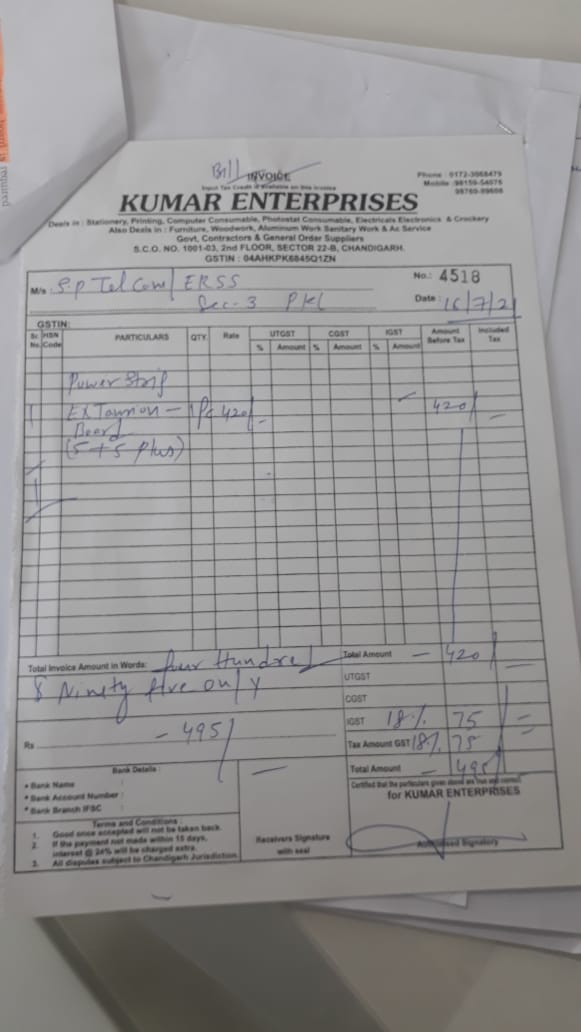 Bill INVOICE
Input Tax Credit is available on this invoice
Phone : 0172-3068479
Mobile : 98159-54076
98760-99608
KUMAR ENTERPRISES
Deals in : Stationery, Printing, Computer Consumable, Photostat Consumable, Electricals Electronics & Crockery
Also Deals in : Furniture, Woodwork, Aluminum Work Sanitary Work & Ac Service
Govt. Contractors & General Order Suppliers
S.C.O. NO. 1001-03, 2nd FLOOR, SECTOR 22-B, CHANDIGARH.
GSTIN : 04AHKPK6845Q1ZN
M/s S.P Tel Com/ ERSS
Sec-3 PKL
No.: 4518
Date : 16/7/21
GSTIN:
Sr. No. HSN Code PARTICULARS QTY. Rate UTGST CGST IGST Amount Before Tax Included Tax
% Amount % Amount % Amount
Power Strip
1 EXTannon - 1Pc 420/- 420/-
Board
(5+5 Plus)
Total Invoice Amount in Words: four Hundred
& Ninety five only
Rs - 495/
Total Amount - 420/
UTGST
CGST
IGST 18% 75
Tax Amount GST 18% 75
Total Amount - 495/
Certified that the particulars given above are true and correct
for KUMAR ENTERPRISES
Authorised Signatory
Bank Details :
* Bank Name :
* Bank Account Number :
* Bank Branch IFSC :
Terms and Conditions :
1. Good once accepted will not be taken back.
2. If the payment not made within 15 days.
interest @ 24% will be charged extra.
3. All disputes subject to Chandigarh Jurisdiction.
Receivers Signature
with seal